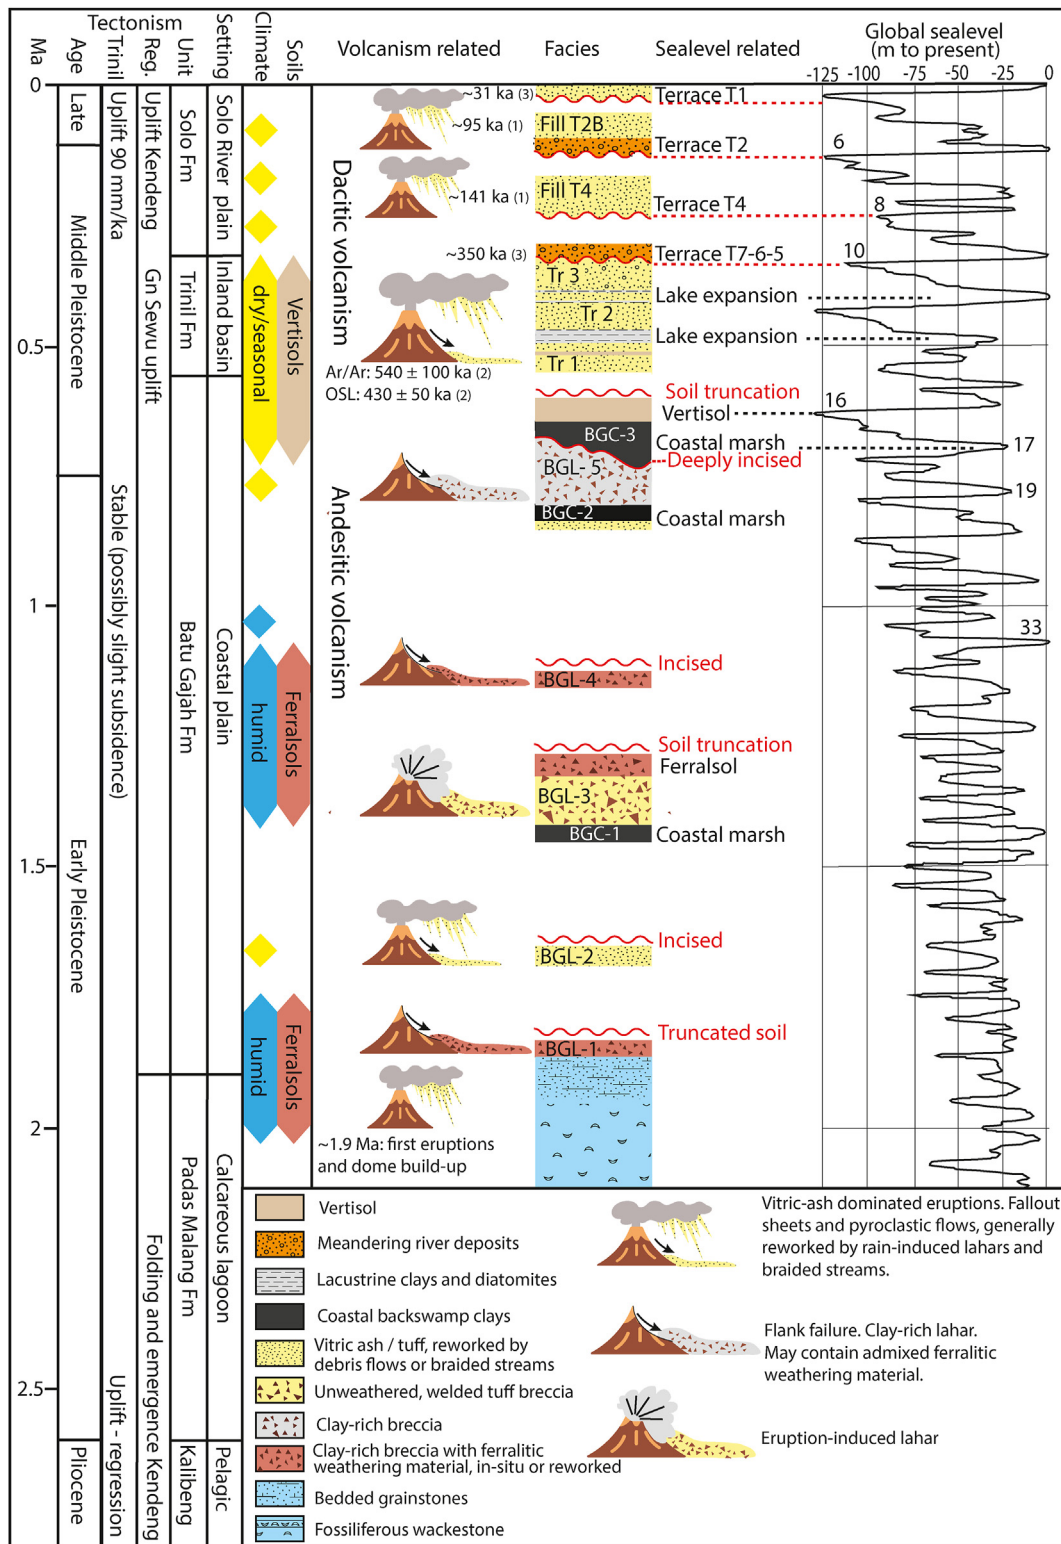 Tectonism
Ma
Age
Trinil
Reg.
Unit
Setting
Climate
Soils
Volcanism related
Facies
Sealevel related
Global sealevel
(m to present)
-125 -100 -75 -50 -25 0
0
0.5
1
1.5
2
2.5
Late
Middle Pleistocene
Early Pleistocene
Pliocene
Uplift 90 mm/ka
Stable (possibly slight subsidence)
Uplift - regression
Uplift Kendeng
Gn Sewu uplift
Folding and emergence Kendeng
Solo Fm
Trinil Fm
Batu Gajah Fm
Padas Malang Fm
Kalibeng
Solo River plain
Inland basin
Coastal plain
Calcareous lagoon
Pelagic
dry/seasonal
humid
humid
Vertisols
Ferralsols
Ferralsols
Dacitic volcanism
Andesitic volcanism
~31 ka (3)
~95 ka (1)
~141 ka (1)
~350 ka (3)
Ar/Ar: 540 ± 100 ka (2)
OSL: 430 ± 50 ka (2)
~1.9 Ma: first eruptions
and dome build-up
Fill T2B
Fill T4
Tr 3
Tr 2
Tr 1
BGC-3
BGL- 5
BGC-2
BGL-4
BGL-3
BGC-1
BGL-2
BGL-1
Terrace T1
Terrace T2
Terrace T4
Terrace T7-6-5
Lake expansion
Lake expansion
Soil truncation
Vertisol
Coastal marsh
Deeply incised
Coastal marsh
Incised
Soil truncation
Ferralsol
Coastal marsh
Incised
Truncated soil
6
8
10
16
17
19
33
Vertisol
Meandering river deposits
Lacustrine clays and diatomites
Coastal backswamp clays
Vitric ash / tuff, reworked by
debris flows or braided streams
Unweathered, welded tuff breccia
Clay-rich breccia
Clay-rich breccia with ferralitic
weathering material, in-situ or reworked
Bedded grainstones
Fossiliferous wackestone
Vitric-ash dominated eruptions. Fallout
sheets and pyroclastic flows, generally
reworked by rain-induced lahars and
braided streams.
Flank failure. Clay-rich lahar.
May contain admixed ferralitic
weathering material.
Eruption-induced lahar